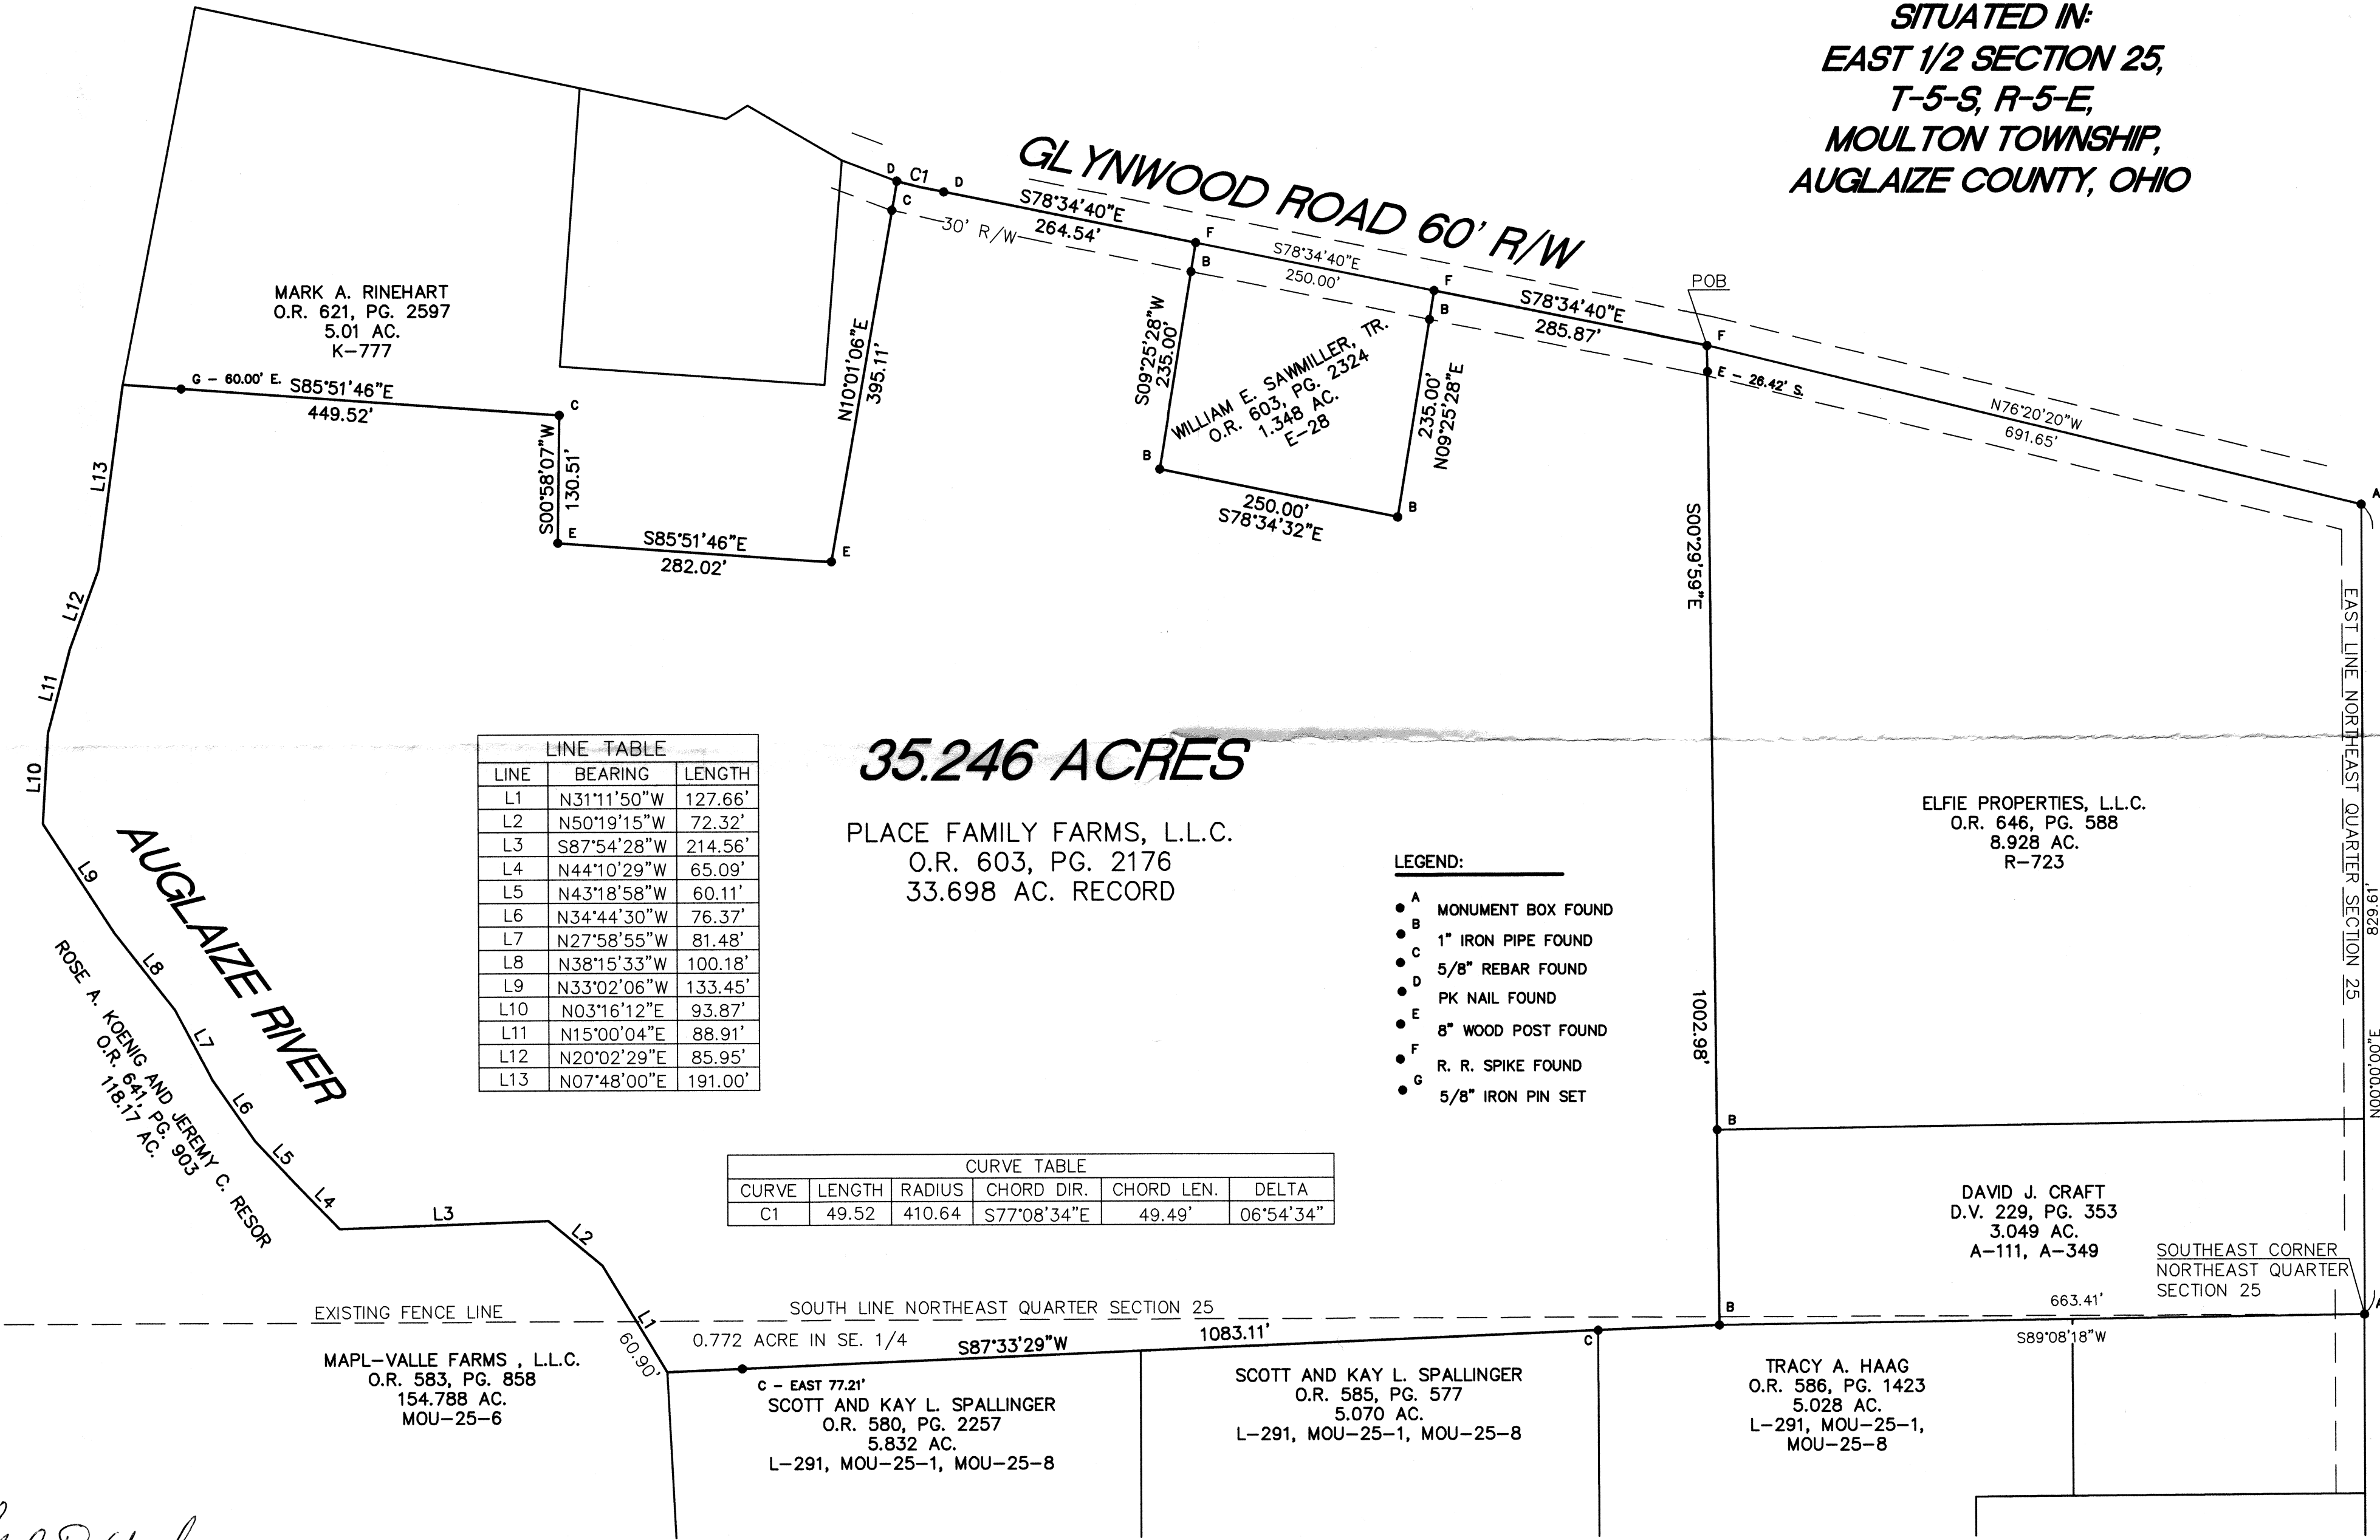 SITUATED IN:
EAST 1/2 SECTION 25,
T-5-S, R-5-E,
MOULTON TOWNSHIP,
AUGLAIZE COUNTY, OHIO
GLYNWOOD ROAD 60' R/W
D
C1
D
C
S78°34'40"E
264.54'
30' R/W
F
B
S78°34'40"E
250.00'
F
B
S78°34'40"E
285.87'
POB
F
E - 26.42' S.
N76°20'20"W
691.65'
A
MARK A. RINEHART
O.R. 621, PG. 2597
5.01 AC.
K-777
G - 60.00' E.
S85°51'46"E
449.52'
C
S00°58'07"W
130.51'
E
S85°51'46"E
282.02'
E
N10°01'06"E
395.11'
S09°25'28"W
235.00'
WILLIAM E. SAWMILLER, TR.
O.R. 603, PG. 2324
1.348 AC.
E-28
235.00'
N09°25'28"E
B
250.00'
S78°34'32"E
B
S00°29'59"E
1002.98'
EAST LINE NORTHEAST QUARTER SECTION 25
829.61'
N00°00'00"E
L13
L12
L11
L10
L9
L8
L7
L6
L5
L4
L3
L2
L1
60.90'
AUGLAIZE RIVER
ROSE A. KOENIG AND JEREMY C. RESOR
O.R. 641, PG. 903
118.17 AC.
LINE TABLE
LINE BEARING LENGTH
L1 N31°11'50"W 127.66'
L2 N50°19'15"W 72.32'
L3 S87°54'28"W 214.56'
L4 N44°10'29"W 65.09'
L5 N43°18'58"W 60.11'
L6 N34°44'30"W 76.37'
L7 N27°58'55"W 81.48'
L8 N38°15'33"W 100.18'
L9 N33°02'06"W 133.45'
L10 N03°16'12"E 93.87'
L11 N15°00'04"E 88.91'
L12 N20°02'29"E 85.95'
L13 N07°48'00"E 191.00'
35.246 ACRES
PLACE FAMILY FARMS, L.L.C.
O.R. 603, PG. 2176
33.698 AC. RECORD
LEGEND:
A MONUMENT BOX FOUND
B 1" IRON PIPE FOUND
C 5/8" REBAR FOUND
D PK NAIL FOUND
E 8" WOOD POST FOUND
F R. R. SPIKE FOUND
G 5/8" IRON PIN SET
ELFIE PROPERTIES, L.L.C.
O.R. 646, PG. 588
8.928 AC.
R-723
CURVE TABLE
CURVE LENGTH RADIUS CHORD DIR. CHORD LEN. DELTA
C1 49.52 410.64 S77°08'34"E 49.49' 06°54'34"
B
DAVID J. CRAFT
D.V. 229, PG. 353
3.049 AC.
A-111, A-349
SOUTHEAST CORNER
NORTHEAST QUARTER
SECTION 25
B
663.41'
A
S89°08'18"W
EXISTING FENCE LINE
SOUTH LINE NORTHEAST QUARTER SECTION 25
0.772 ACRE IN SE. 1/4
S87°33'29"W
1083.11'
C
MAPL-VALLE FARMS , L.L.C.
O.R. 583, PG. 858
154.788 AC.
MOU-25-6
C - EAST 77.21'
SCOTT AND KAY L. SPALLINGER
O.R. 580, PG. 2257
5.832 AC.
L-291, MOU-25-1, MOU-25-8
SCOTT AND KAY L. SPALLINGER
O.R. 585, PG. 577
5.070 AC.
L-291, MOU-25-1, MOU-25-8
TRACY A. HAAG
O.R. 586, PG. 1423
5.028 AC.
L-291, MOU-25-1,
MOU-25-8